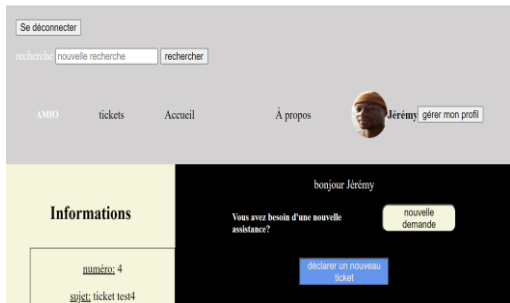 Se déconnecter
recherche nouvelle recherche rechercher
AMIO tickets Accueil À propos Jérémy gérer mon profil
bonjour Jérémy
Informations
Vous avez besoin d'une nouvelle
assistance?
nouvelle
demande
déclarer un nouveau
ticket
numéro: 4
sujet: ticket test4